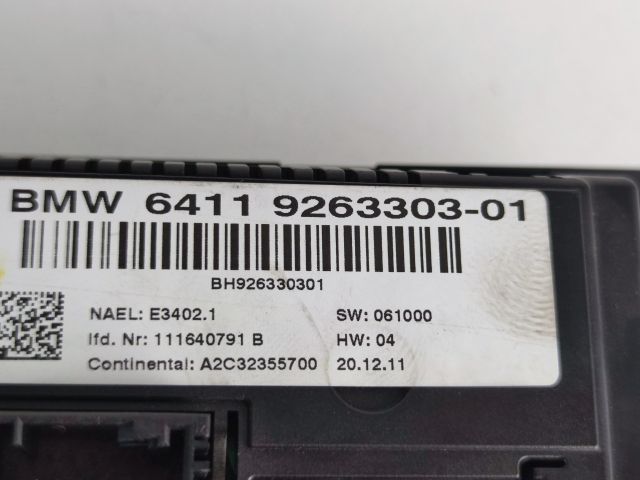 BMW 6411 9263303-01
BH926330301
NAEL: E3402.1 SW: 061000
lfd. Nr: 111640791 B HW: 04
Continental: A2C32355700 20.12.11